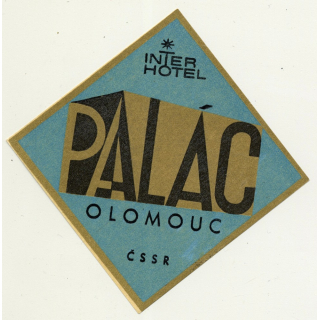 INTER
HOTEL
PALÁC
OLOMOUC
ČSSR